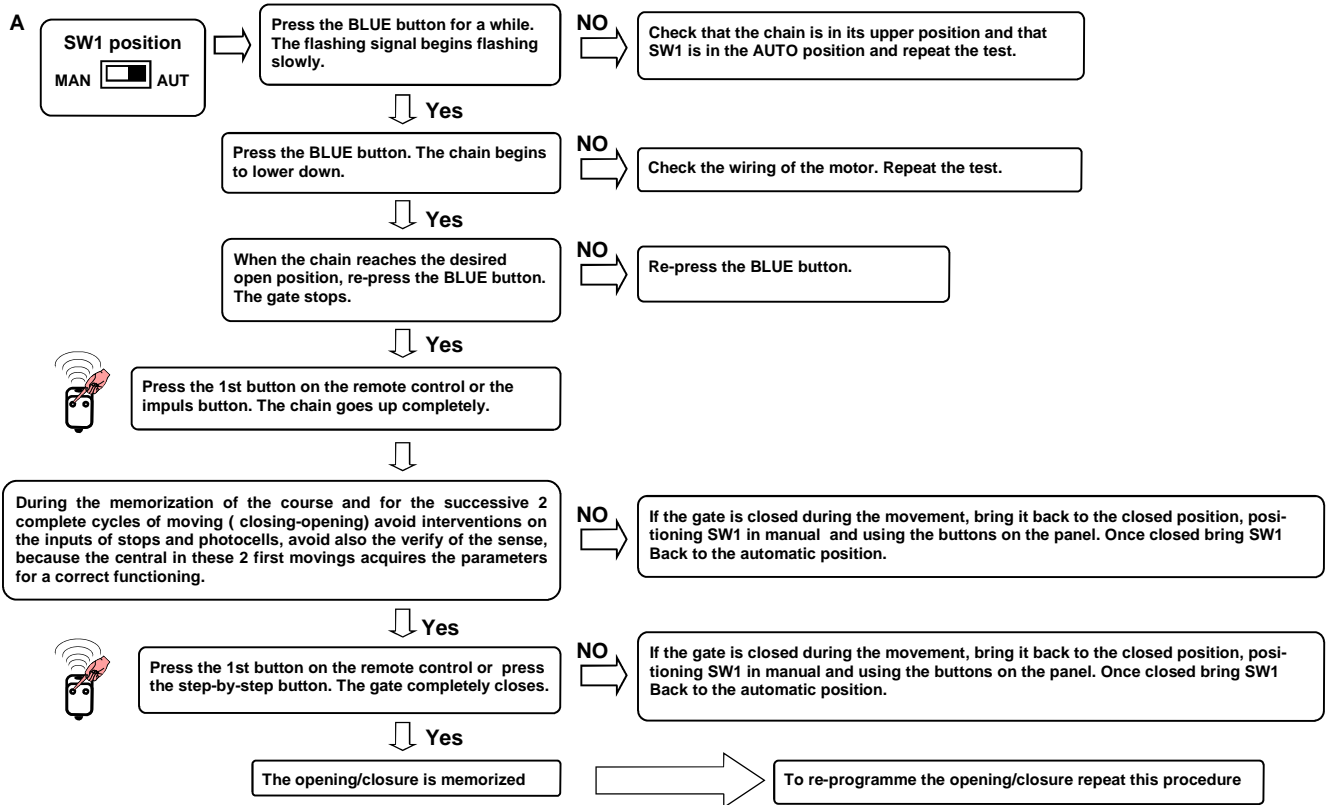 A
SW1 position
MAN AUT
Press the BLUE button for a while.
The flashing signal begins flashing
slowly.
NO
Check that the chain is in its upper position and that
SW1 is in the AUTO position and repeat the test.
Yes
Press the BLUE button. The chain begins
to lower down.
NO
Check the wiring of the motor. Repeat the test.
Yes
When the chain reaches the desired
open position, re-press the BLUE button.
The gate stops.
NO
Re-press the BLUE button.
Yes
Press the 1st button on the remote control or the
impuls button. The chain goes up completely.
During the memorization of the course and for the successive 2
complete cycles of moving ( closing-opening) avoid interventions on
the inputs of stops and photocells, avoid also the verify of the sense,
because the central in these 2 first movings acquires the parameters
for a correct functioning.
NO
If the gate is closed during the movement, bring it back to the closed position, posi-
tioning SW1 in manual and using the buttons on the panel. Once closed bring SW1
Back to the automatic position.
Yes
Press the 1st button on the remote control or press
the step-by-step button. The gate completely closes.
NO
If the gate is closed during the movement, bring it back to the closed position, posi-
tioning SW1 in manual and using the buttons on the panel. Once closed bring SW1
Back to the automatic position.
Yes
The opening/closure is memorized
To re-programme the opening/closure repeat this procedure